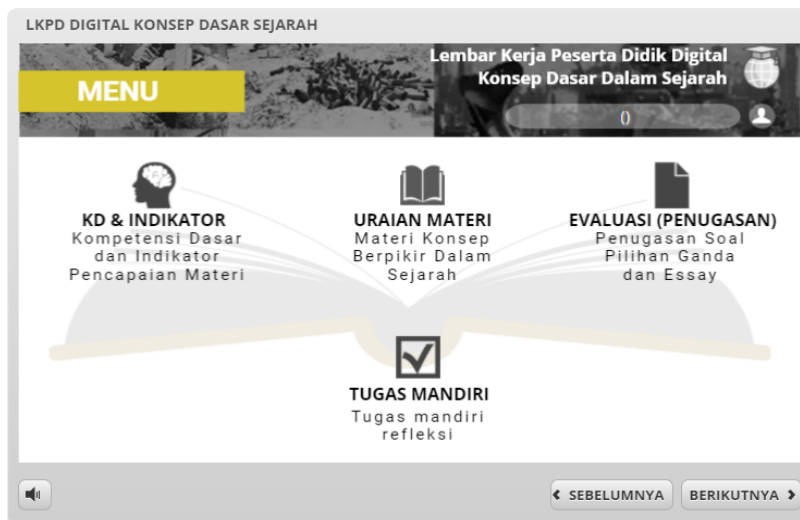 LKPD DIGITAL KONSEP DASAR SEJARAH
Lembar Kerja Peserta Didik Digital
Konsep Dasar Dalam Sejarah
MENU
()
KD & INDIKATOR
Kompetensi Dasar
dan Indikator
Pencapaian Materi
URAIAN MATERI
Materi Konsep
Berpikir Dalam
Sejarah
EVALUASI (PENUGASAN)
Penugasan Soal
Pilihan Ganda
dan Essay
TUGAS MANDIRI
Tugas mandiri
refleksi
SEBELUMNYA
BERIKUTNYA